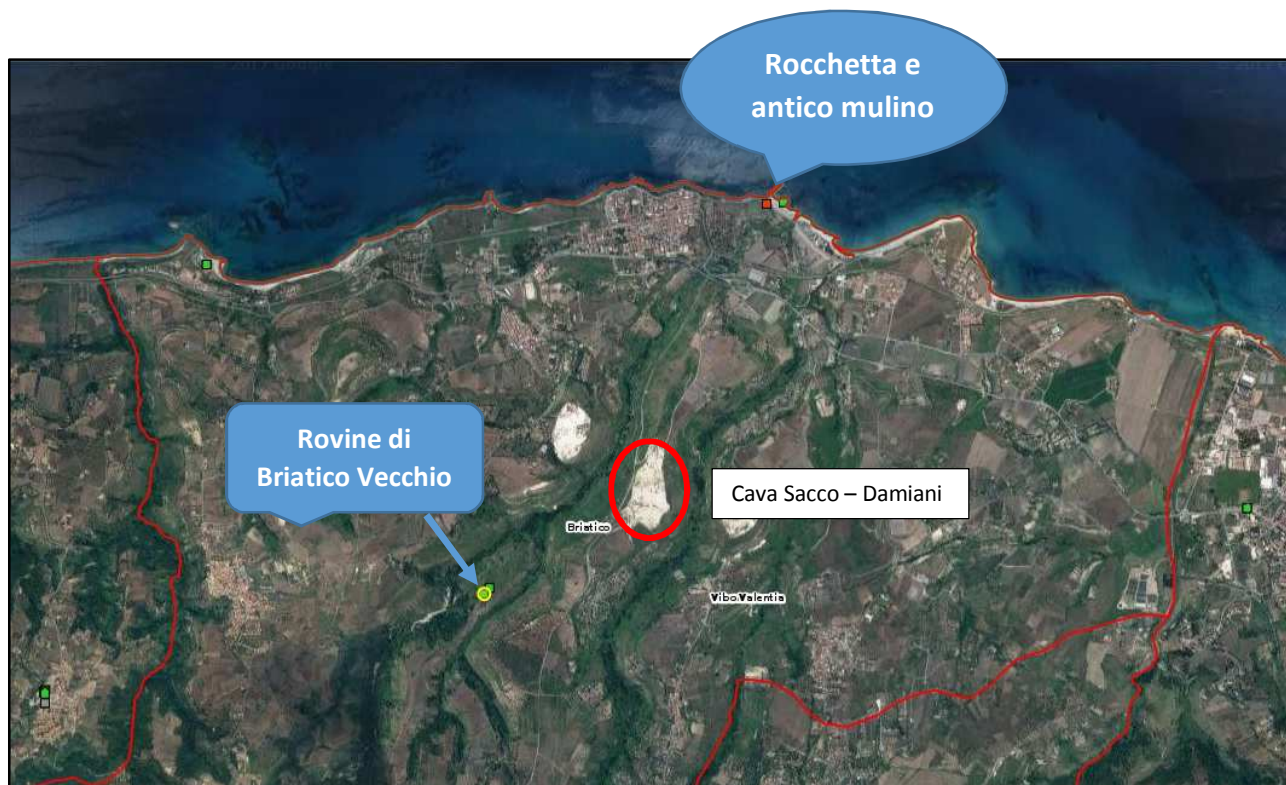 Rocchetta e
antico mulino
Rovine di
Briatico Vecchio
Cava Sacco – Damiani
Briatico
Vibo Valentia